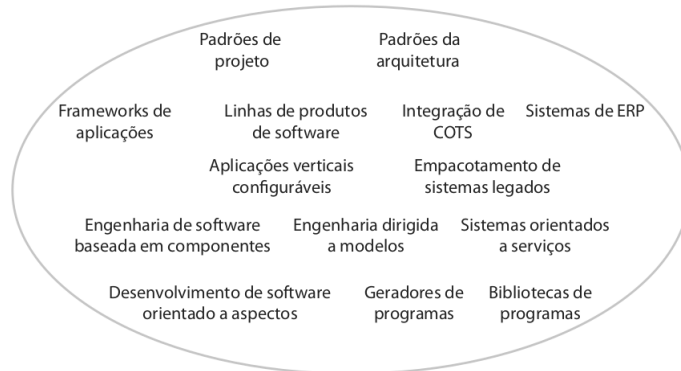 Padrões de
projeto
Padrões da
arquitetura
Frameworks de
aplicações
Linhas de produtos
de software
Integração de
COTS
Sistemas de ERP
Aplicações verticais
configuráveis
Empacotamento de
sistemas legados
Engenharia de software
baseada em componentes
Engenharia dirigida
a modelos
Sistemas orientados
a serviços
Desenvolvimento de software
orientado a aspectos
Geradores de
programas
Bibliotecas de
programas